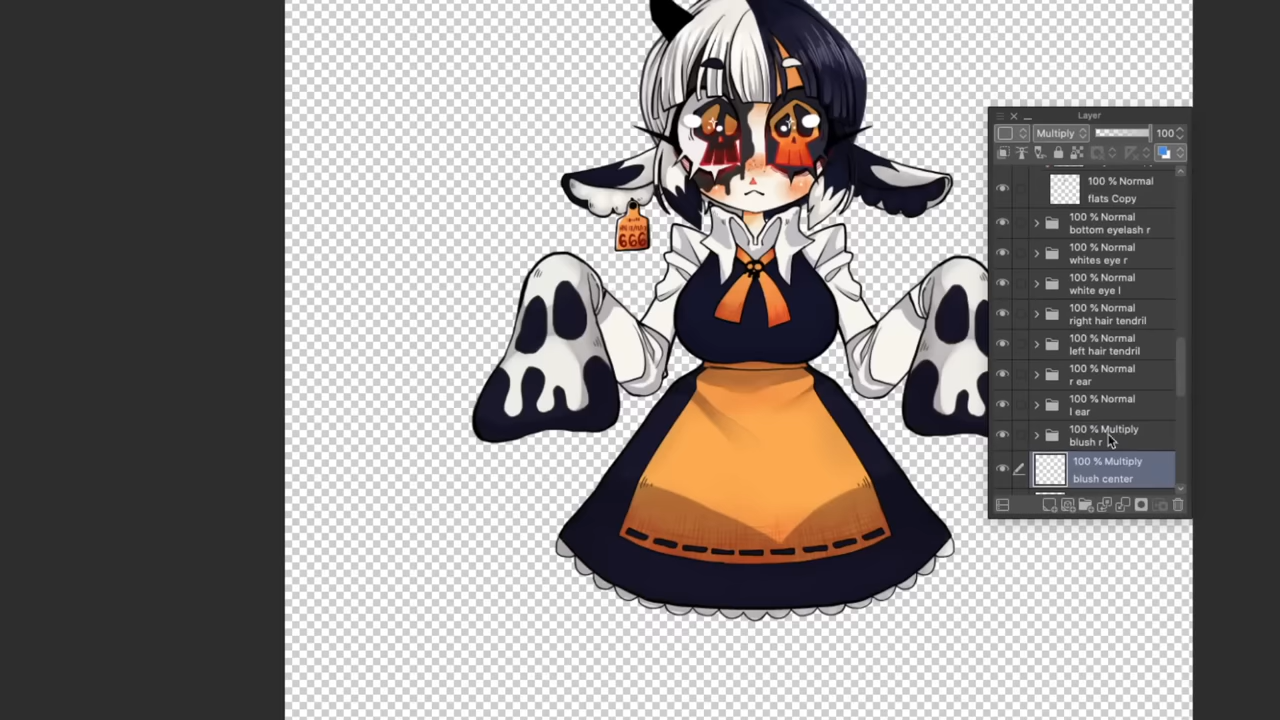 Layer
Multiply 100
100 % Normal
flats Copy
100 % Normal
bottom eyelash r
100 % Normal
whites eye r
100 % Normal
white eye l
100 % Normal
right hair tendril
100 % Normal
left hair tendril
100 % Normal
r ear
100 % Normal
l ear
100 % Multiply
blush r
100 % Multiply
blush center
666